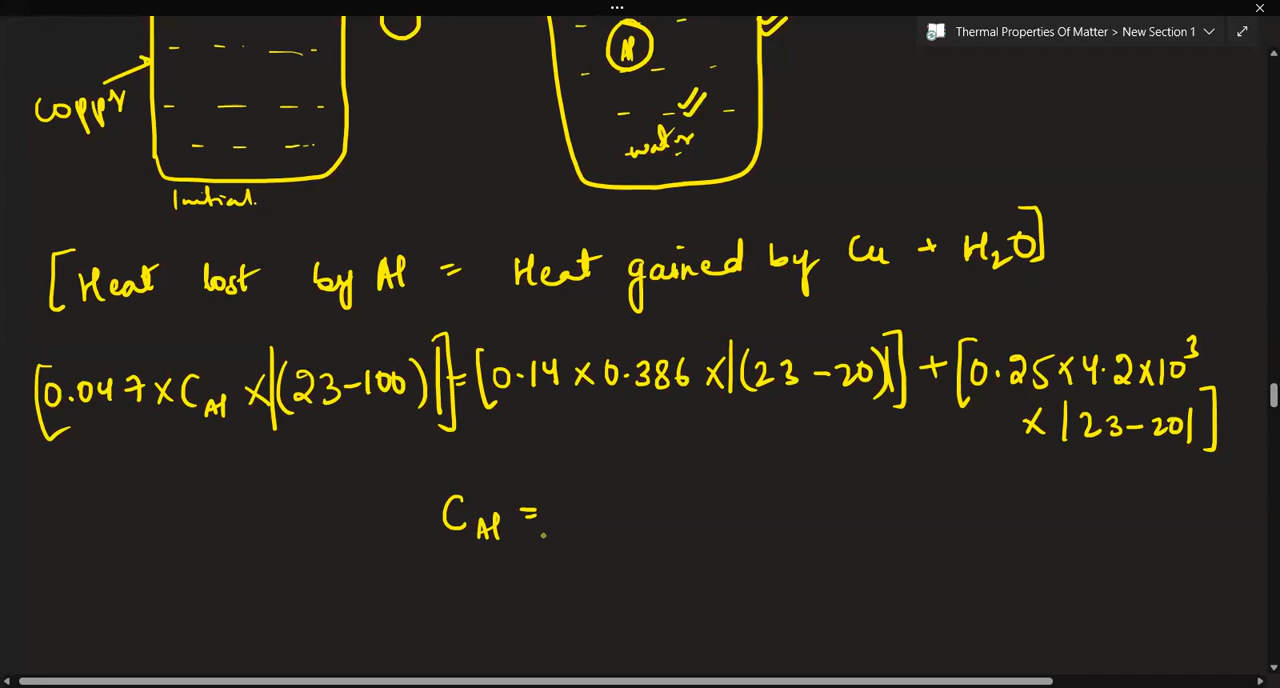 Thermal Properties Of Matter > New Section 1
Al
Coppr
water
Initial.
[Heat lost by Al = Heat gained by Cu + H₂O]
[0.047 × C_Al × |(23-100)|] = [0.14 × 0.386 × |(23-20)|] + [0.25 × 4.2 × 10³
× |23-20|]
C_Al =